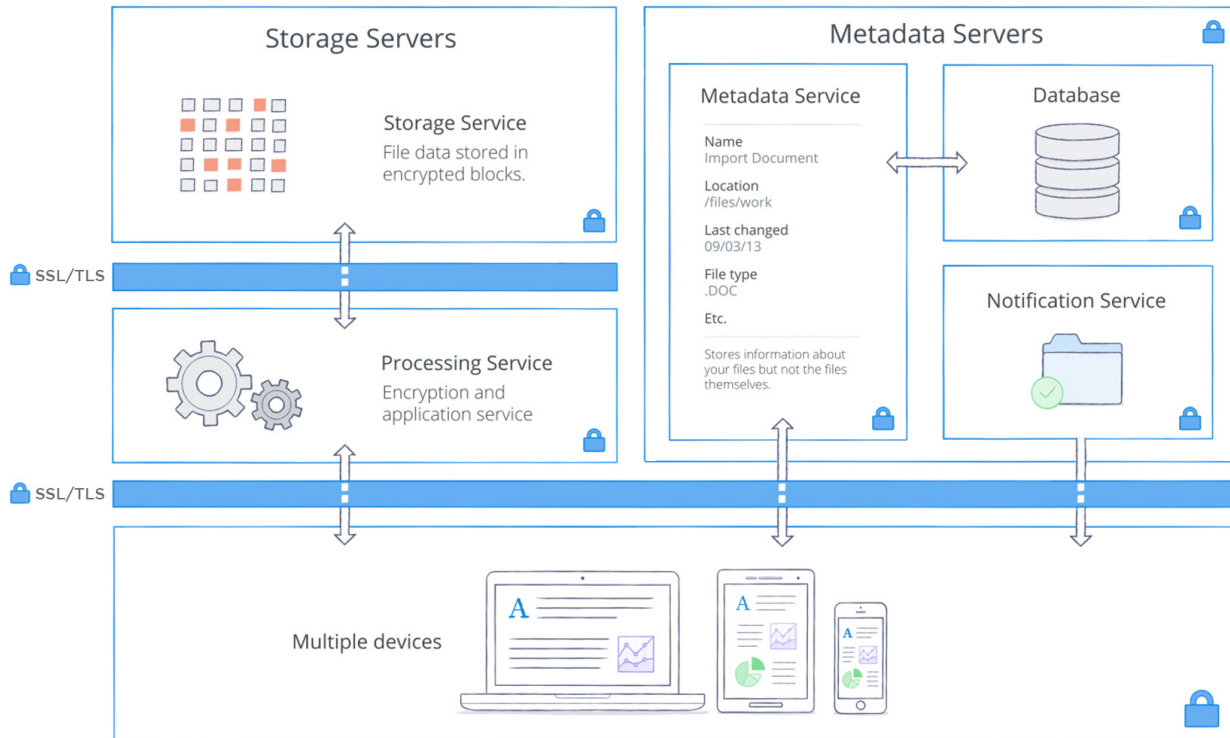 Storage Servers
Storage Service
File data stored in
encrypted blocks.
SSL/TLS
Processing Service
Encryption and
application service
Metadata Servers
Metadata Service
Name
Import Document
Location
/files/work
Last changed
09/03/13
File type
.DOC
Etc.
Stores information about
your files but not the files
themselves.
Database
Notification Service
SSL/TLS
Multiple devices
A
A
A